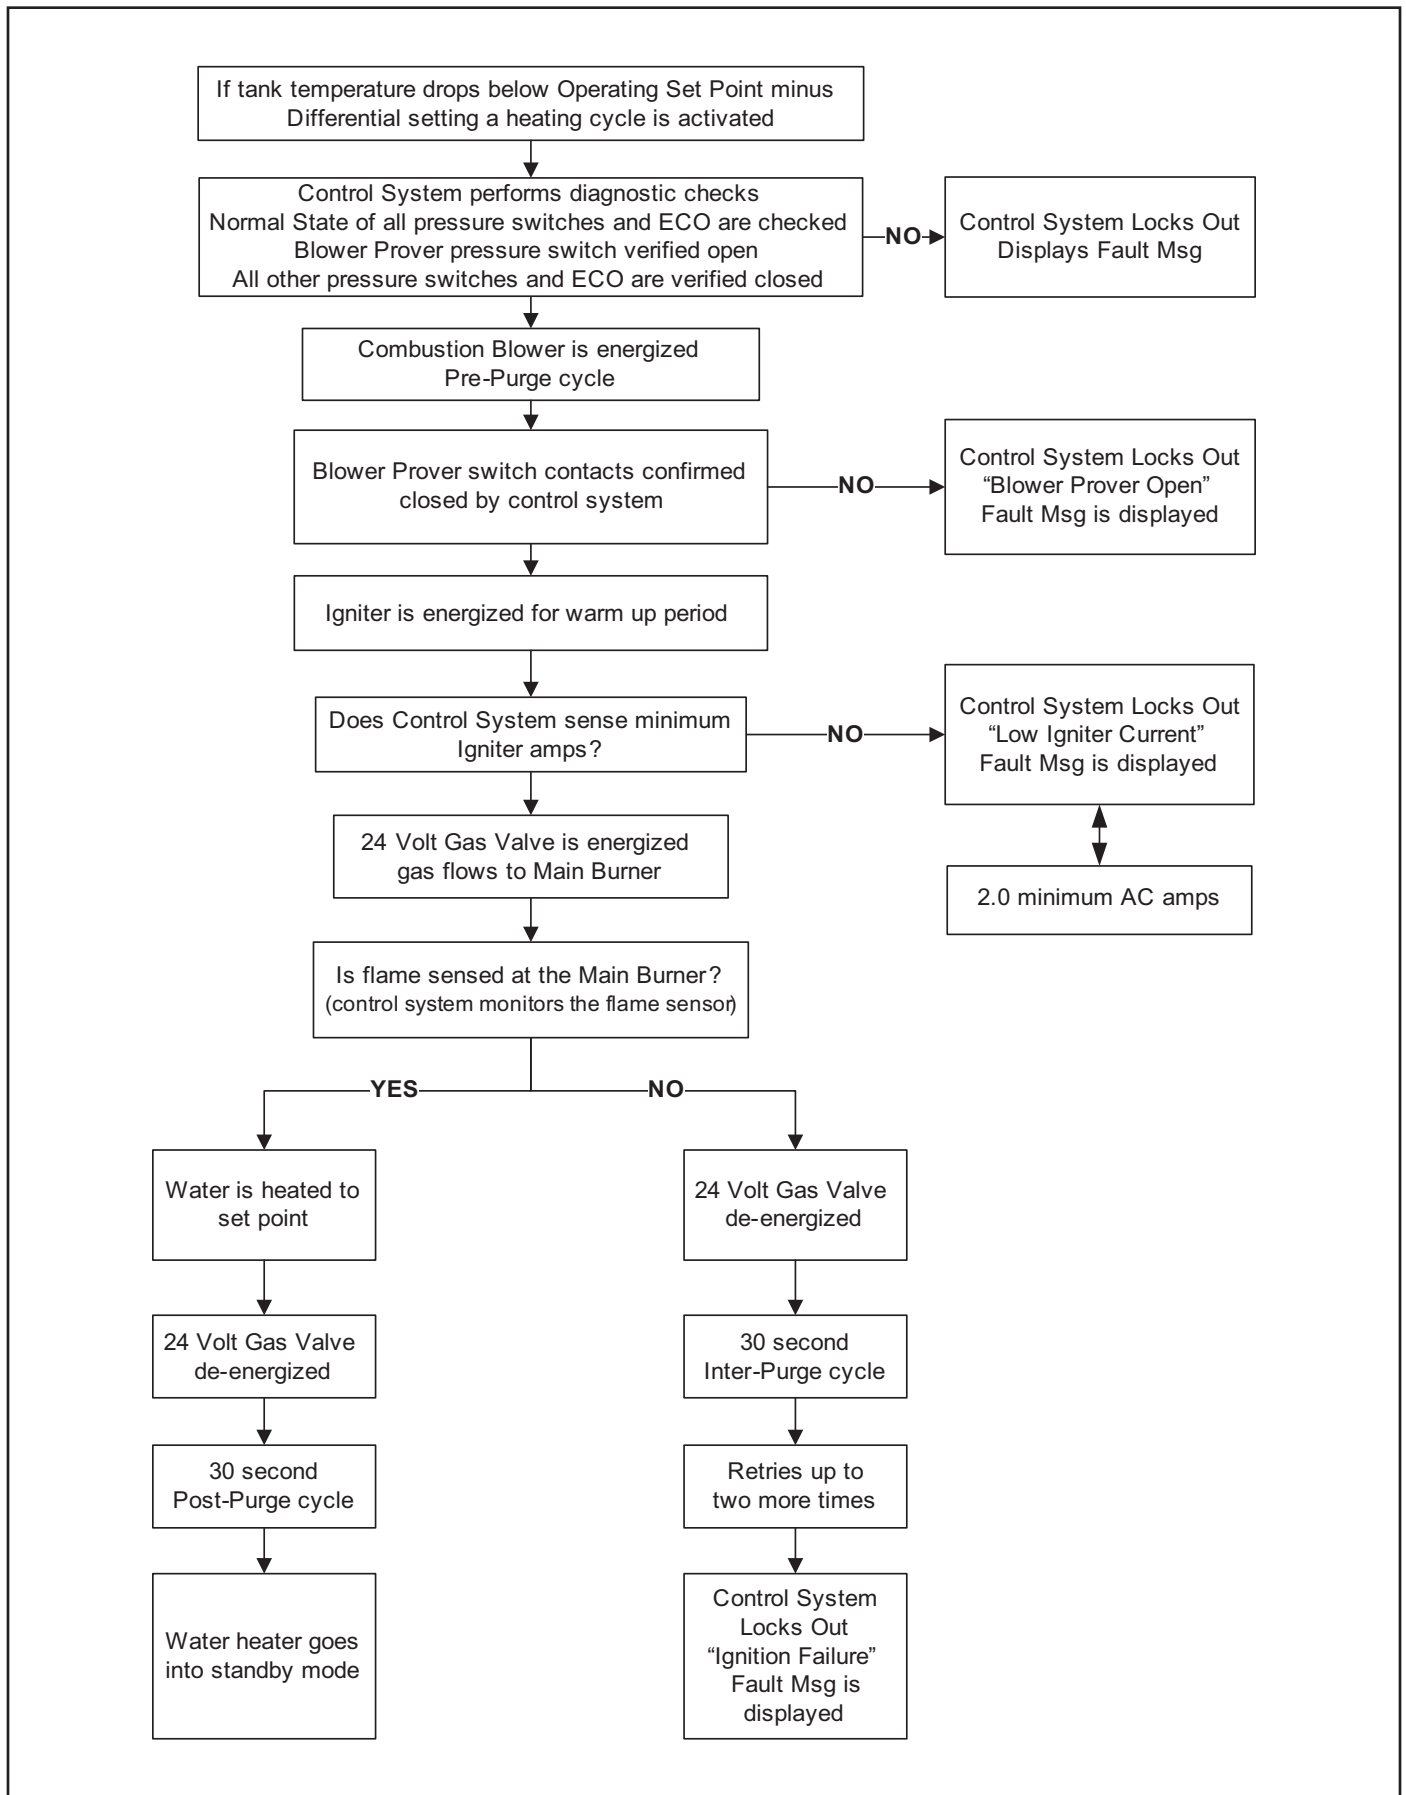 If tank temperature drops below Operating Set Point minus
Differential setting a heating cycle is activated
Control System performs diagnostic checks
Normal State of all pressure switches and ECO are checked
Blower Prover pressure switch verified open
All other pressure switches and ECO are verified closed
NO
Control System Locks Out
Displays Fault Msg
Combustion Blower is energized
Pre-Purge cycle
Blower Prover switch contacts confirmed
closed by control system
NO
Control System Locks Out
“Blower Prover Open”
Fault Msg is displayed
Igniter is energized for warm up period
Does Control System sense minimum
Igniter amps?
NO
Control System Locks Out
“Low Igniter Current”
Fault Msg is displayed
2.0 minimum AC amps
24 Volt Gas Valve is energized
gas flows to Main Burner
Is flame sensed at the Main Burner?
(control system monitors the flame sensor)
YES
NO
Water is heated to
set point
24 Volt Gas Valve
de-energized
30 second
Post-Purge cycle
Water heater goes
into standby mode
24 Volt Gas Valve
de-energized
30 second
Inter-Purge cycle
Retries up to
two more times
Control System
Locks Out
“Ignition Failure”
Fault Msg is
displayed